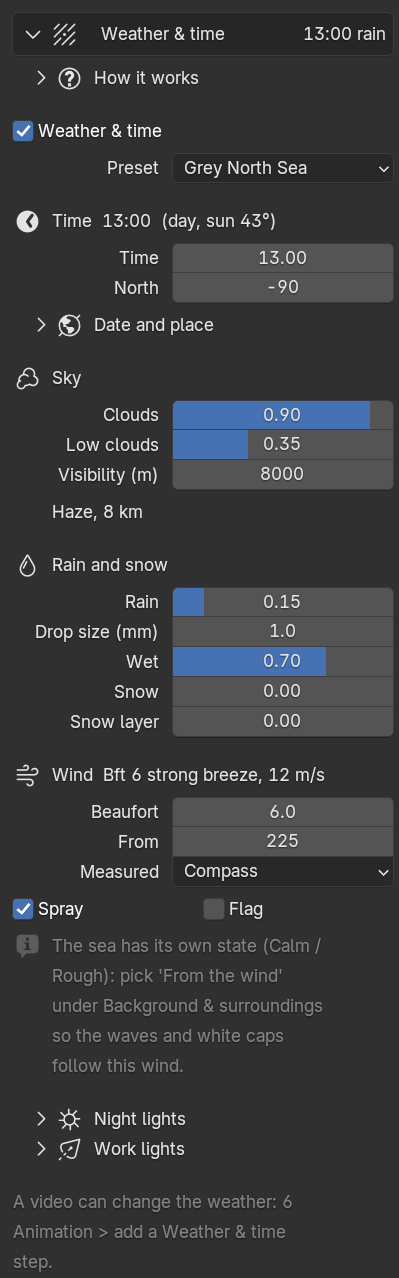 Weather & time 13:00 rain
How it works
Weather & time
Preset Grey North Sea
Time 13:00 (day, sun 43°)
Time 13.00
North -90
Date and place
Sky
Clouds 0.90
Low clouds 0.35
Visibility (m) 8000
Haze, 8 km
Rain and snow
Rain 0.15
Drop size (mm) 1.0
Wet 0.70
Snow 0.00
Snow layer 0.00
Wind Bft 6 strong breeze, 12 m/s
Beaufort 6.0
From 225
Measured Compass
Spray Flag
The sea has its own state (Calm /
Rough): pick 'From the wind'
under Background & surroundings
so the waves and white caps
follow this wind.
Night lights
Work lights
A video can change the weather: 6
Animation > add a Weather & time
step.